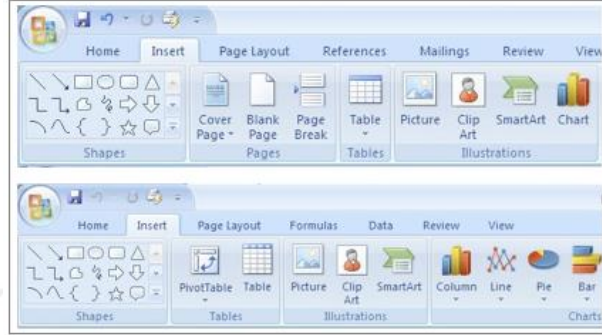 Home Insert Page Layout References Mailings Review View
Cover Page Blank Page Page Break Table Picture Clip Art SmartArt Chart
Shapes Pages Tables Illustrations
Home Insert Page Layout Formulas Data Review View
PivotTable Table Picture Clip Art SmartArt Column Line Pie Bar
Shapes Tables Illustrations Charts